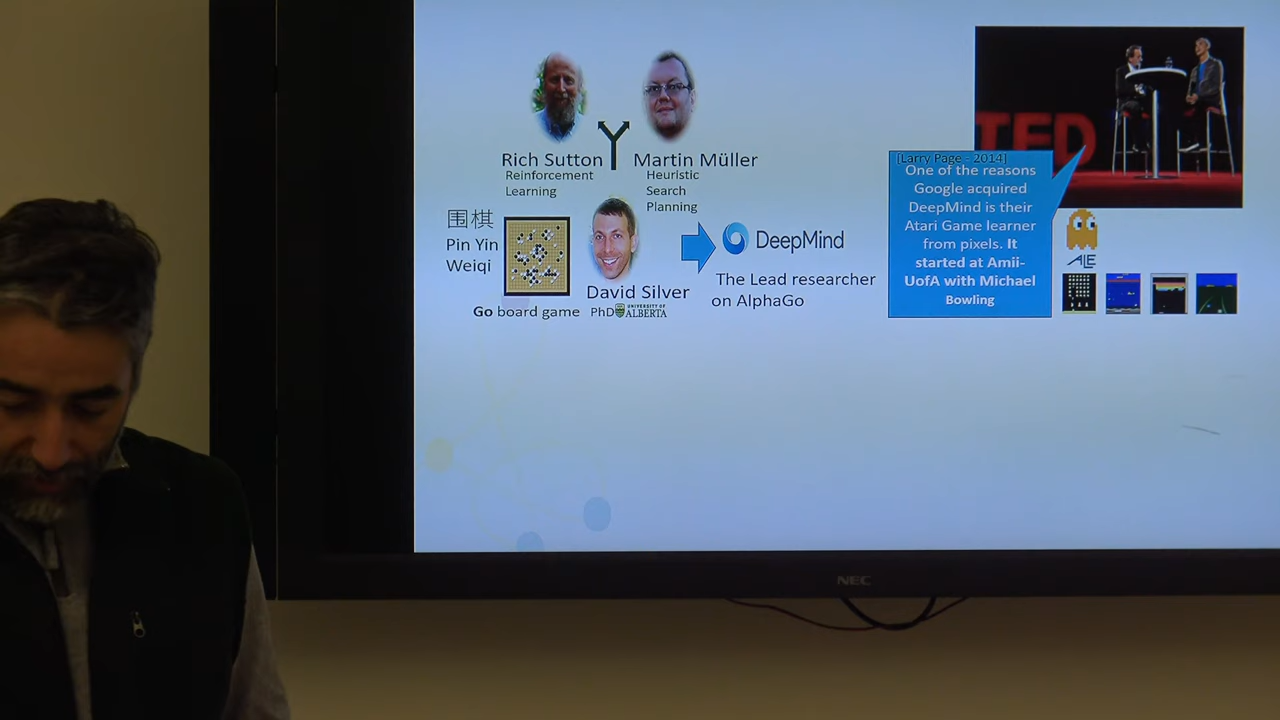 Rich Sutton
Reinforcement
Learning
Martin Müller
Heuristic
Search
Planning
围棋
Pin Yin
Weiqi
Go board game
David Silver
PhD UNIVERSITY OF
ALBERTA
DeepMind
The Lead researcher
on AlphaGo
TED
[Larry Page - 2014]
One of the reasons
Google acquired
DeepMind is their
Atari Game learner
from pixels. It
started at Amii-
UofA with Michael
Bowling
ALE
NEC